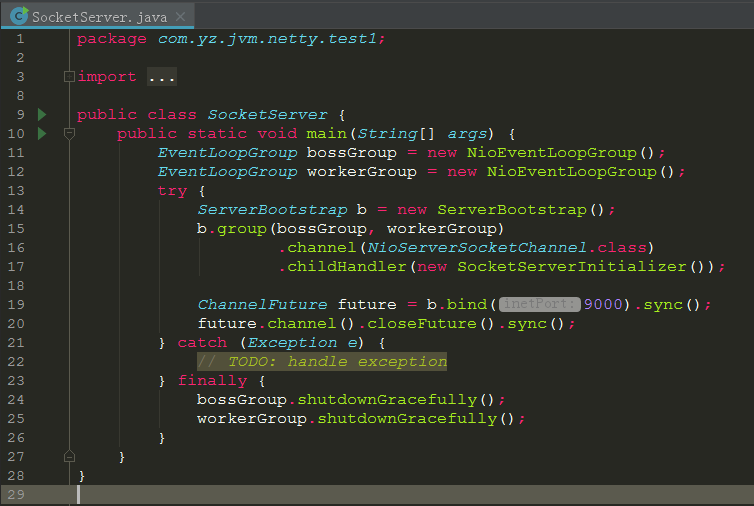 SocketServer.java
1 package com.yz.jvm.netty.test1;
2
3 import ...
8
9 public class SocketServer {
10     public static void main(String[] args) {
11         EventLoopGroup bossGroup = new NioEventLoopGroup();
12         EventLoopGroup workerGroup = new NioEventLoopGroup();
13         try {
14             ServerBootstrap b = new ServerBootstrap();
15             b.group(bossGroup, workerGroup)
16                     .channel(NioServerSocketChannel.class)
17                     .childHandler(new SocketServerInitializer());
18
19             ChannelFuture future = b.bind( inetPort: 9000).sync();
20             future.channel().closeFuture().sync();
21         } catch (Exception e) {
22             // TODO: handle exception
23         } finally {
24             bossGroup.shutdownGracefully();
25             workerGroup.shutdownGracefully();
26         }
27     }
28 }
29